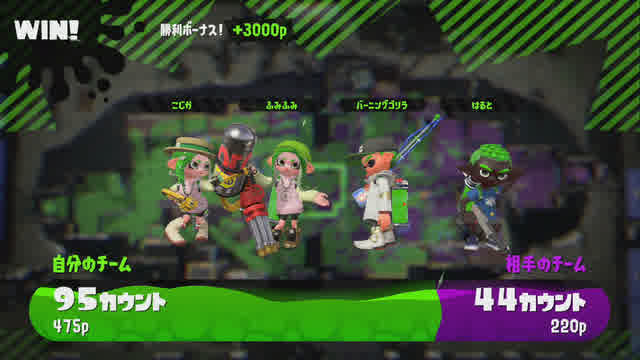 WIN!
勝利ボーナス! +3000p
こじか
ふみふみ
バーニングゴリラ
はると
自分のチーム
相手のチーム
95カウント
44カウント
475p
220p